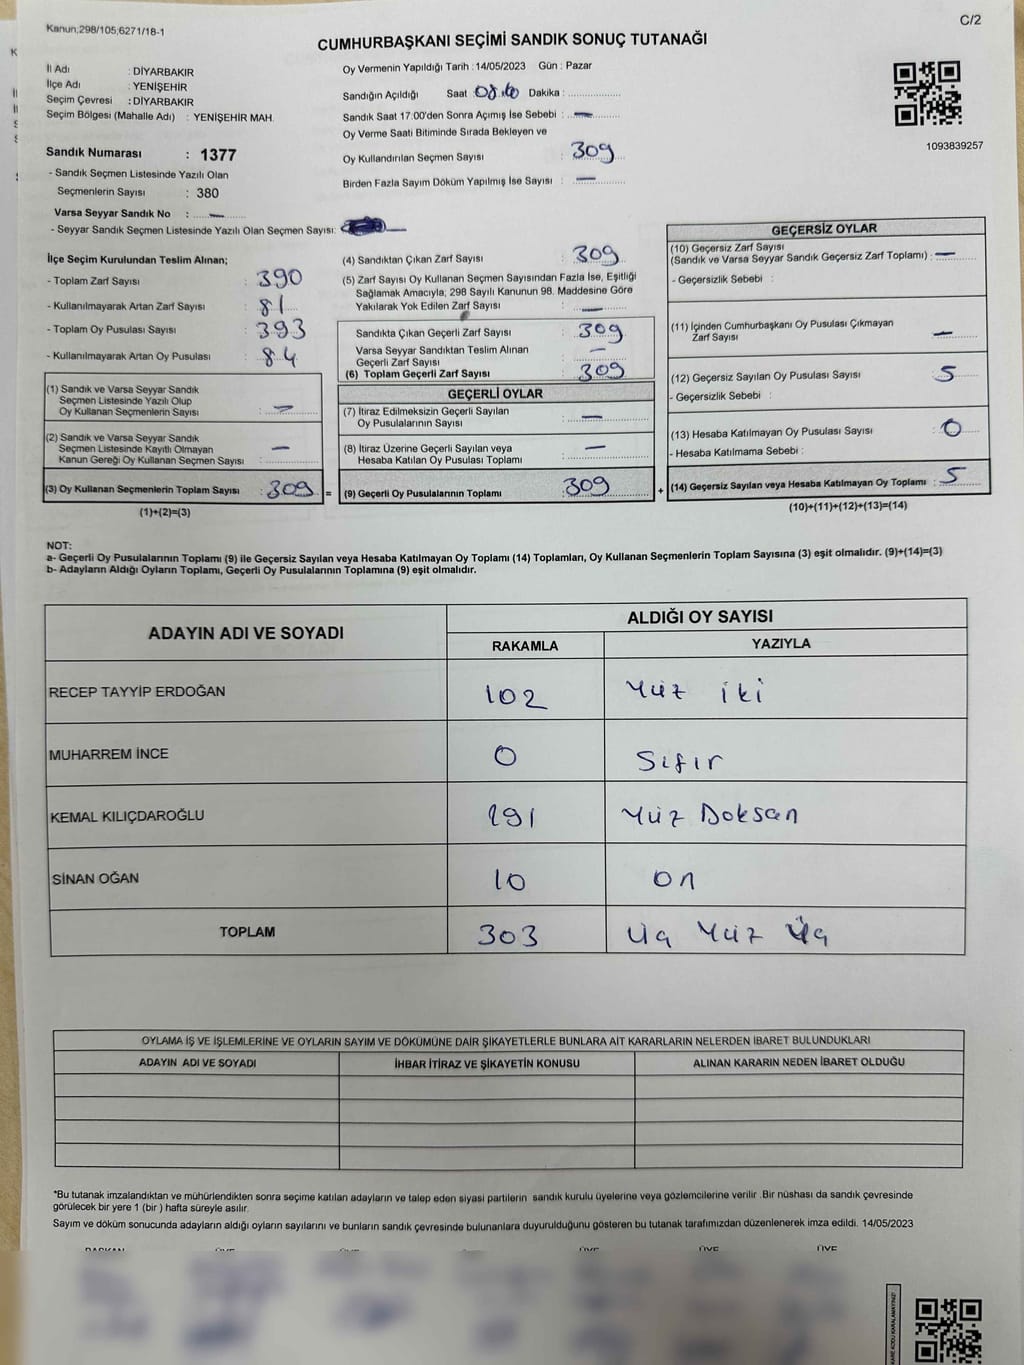 Kanun;298/105;6271/18-1
C/2
CUMHURBAŞKANI SEÇİMİ SANDIK SONUÇ TUTANAĞI
İl Adı : DİYARBAKIR
İlçe Adı : YENİŞEHİR
Seçim Çevresi : DİYARBAKIR
Seçim Bölgesi (Mahalle Adı) : YENİŞEHİR MAH.
Sandık Numarası : 1377
- Sandık Seçmen Listesinde Yazılı Olan
Seçmenlerin Sayısı : 380
Varsa Seyyar Sandık No : —
- Seyyar Sandık Seçmen Listesinde Yazılı Olan Seçmen Sayısı: —
Oy Vermenin Yapıldığı Tarih : 14/05/2023 Gün : Pazar
Sandığın Açıldığı Saat Dakika :
Sandık Saat 17.00'den Sonra Açımış İse Sebebi : —
Oy Verme Saati Bitiminde Sırada Bekleyen ve
Oy Kullandırılan Seçmen Sayısı : 309
Birden Fazla Sayım Döküm Yapılmış İse Sayısı : —
1093839257
İlçe Seçim Kurulundan Teslim Alınan;
- Toplam Zarf Sayısı : 390
- Kullanılmayarak Artan Zarf Sayısı : 81
- Toplam Oy Pusulası Sayısı : 393
- Kullanılmayarak Artan Oy Pusulası : 84
(1) Sandık ve Varsa Seyyar Sandık
Seçmen Listesinde Yazılı Olup
Oy Kullanan Seçmenlerin Sayısı : —
(2) Sandık ve Varsa Seyyar Sandık
Seçmen Listesinde Kayıtlı Olmayan
Kanun Gereği Oy Kullanan Seçmen Sayısı : —
(3) Oy Kullanan Seçmenlerin Toplam Sayısı : 309 =
(1)+(2)=(3)
(4) Sandıktan Çıkan Zarf Sayısı : 309
(5) Zarf Sayısı Oy Kullanan Seçmen Sayısından Fazla İse, Eşitliği
Sağlamak Amacıyla; 298 Sayılı Kanunun 98. Maddesine Göre
Yakılarak Yok Edilen Zarf Sayısı : —
Sandıkta Çıkan Geçerli Zarf Sayısı : 309
Varsa Seyyar Sandıktan Teslim Alınan
Geçerli Zarf Sayısı : —
(6) Toplam Geçerli Zarf Sayısı : 309
GEÇERLİ OYLAR
(7) İtiraz Edilmeksizin Geçerli Sayılan
Oy Pusulalarının Sayısı : —
(8) İtiraz Üzerine Geçerli Sayılan veya
Hesaba Katılan Oy Pusulası Toplamı : —
(9) Geçerli Oy Pusulalarının Toplamı : 309 +
GEÇERSİZ OYLAR
(10) Geçersiz Zarf Sayısı
(Sandık ve Varsa Seyyar Sandık Geçersiz Zarf Toplamı) : —
- Geçersizlik Sebebi :
(11) İçinden Cumhurbaşkanı Oy Pusulası Çıkmayan
Zarf Sayısı : —
(12) Geçersiz Sayılan Oy Pusulası Sayısı : 5
- Geçersizlik Sebebi :
(13) Hesaba Katılmayan Oy Pusulası Sayısı : 0
- Hesaba Katılmama Sebebi :
(14) Geçersiz Sayılan veya Hesaba Katılmayan Oy Toplamı : 5
(10)+(11)+(12)+(13)=(14)
NOT:
a- Geçerli Oy Pusulalarının Toplamı (9) ile Geçersiz Sayılan veya Hesaba Katılmayan Oy Toplamı (14) Toplamları, Oy Kullanan Seçmenlerin Toplam Sayısına (3) eşit olmalıdır. (9)+(14)=(3)
b- Adayların Aldığı Oyların Toplamı, Geçerli Oy Pusulalarının Toplamına (9) eşit olmalıdır.
ADAYIN ADI VE SOYADI
ALDIĞI OY SAYISI
RAKAMLA YAZIYLA
RECEP TAYYİP ERDOĞAN 102 Yüz iki
MUHARREM İNCE 0 Sıfır
KEMAL KILIÇDAROĞLU 191 Yüz Doksan
SİNAN OĞAN 10 On
TOPLAM 303 Üç Yüz Üç
OYLAMA İŞ VE İŞLEMLERİNE VE OYLARIN SAYIM VE DÖKÜMÜNE DAİR ŞİKAYETLERLE BUNLARA AİT KARARLARIN NELERDEN İBARET BULUNDUKLARI
ADAYIN ADI VE SOYADI İHBAR İTİRAZ VE ŞİKAYETİN KONUSU ALINAN KARARIN NEDEN İBARET OLDUĞU
*Bu tutanak imzalandıktan ve mühürlendikten sonra seçime katılan adayların ve talep eden siyasi partilerin sandık kurulu üyelerine veya gözlemcilerine verilir .Bir nüshası da sandık çevresinde
görülecek bir yere 1 (bir ) hafta süreyle asılır.
Sayım ve döküm sonucunda adayların aldığı oyların sayılarını ve bunların sandık çevresinde bulunanlara duyurulduğunu gösteren bu tutanak tarafımızdan düzenlenerek imza edildi. 14/05/2023
BAŞKAN ÜYE ÜYE ÜYE ÜYE ÜYE